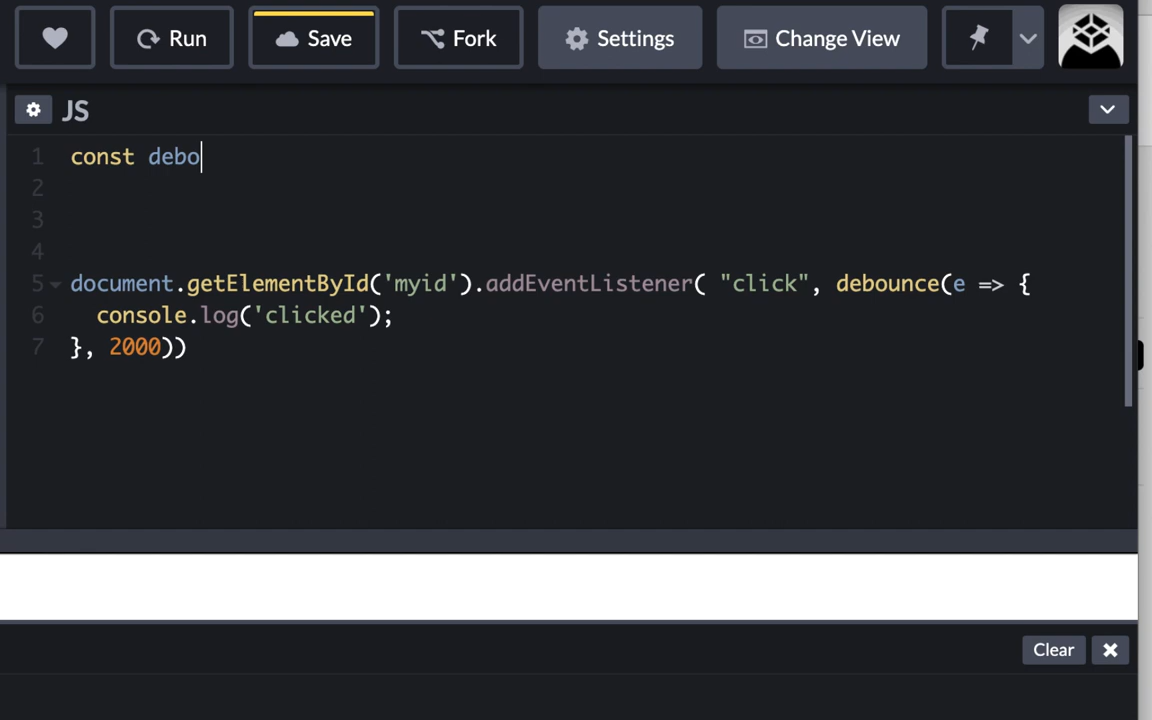 Run Save Fork Settings Change View
JS
1 const debo
2
3
4
5 document.getElementById('myid').addEventListener( "click", debounce(e => {
6 console.log('clicked');
7 }, 2000))
Clear